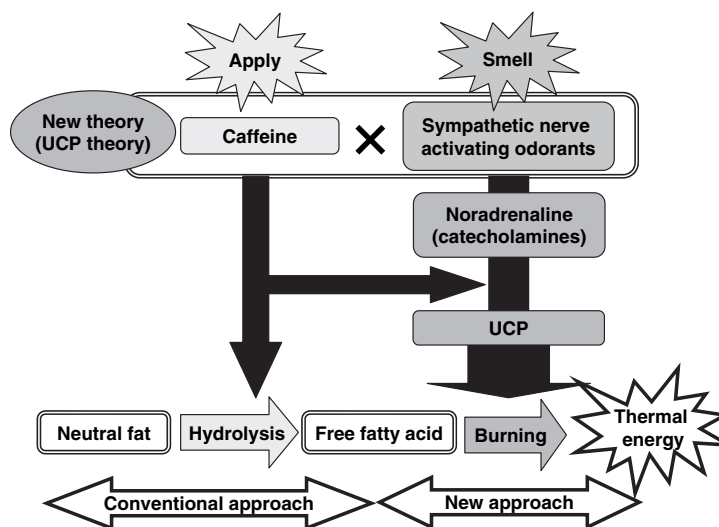 Apply
Smell
New theory
(UCP theory)
Caffeine
Sympathetic nerve
activating odorants
Noradrenaline
(catecholamines)
UCP
Neutral fat
Hydrolysis
Free fatty acid
Burning
Thermal
energy
Conventional approach
New approach